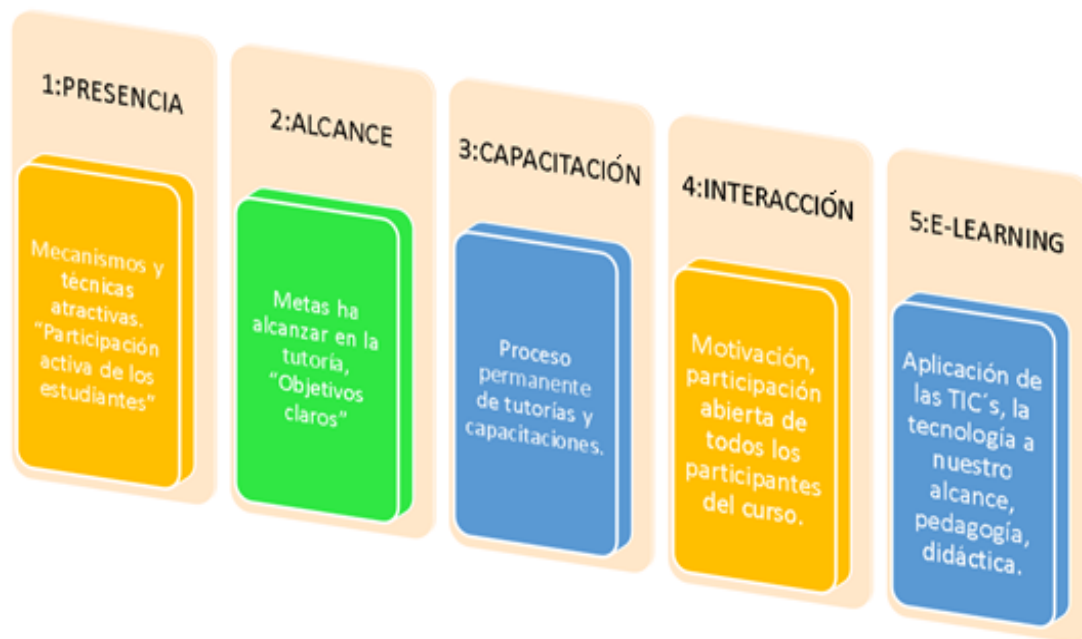 1:PRESENCIA
Mecanismos y
técnicas
atractivas.
“Participación
activa de los
estudiantes”
2:ALCANCE
Metas ha
alcanzar en la
tutoría,
“Objetivos
claros”
3:CAPACITACIÓN
Proceso
permanente
de tutorías y
capacitaciones.
4:INTERACCIÓN
Motivación,
participación
abierta de
todos los
participantes
del curso.
5:E-LEARNING
Aplicación de
las TIC´s, la
tecnología a
nuestro
alcance,
pedagogía,
didáctica.